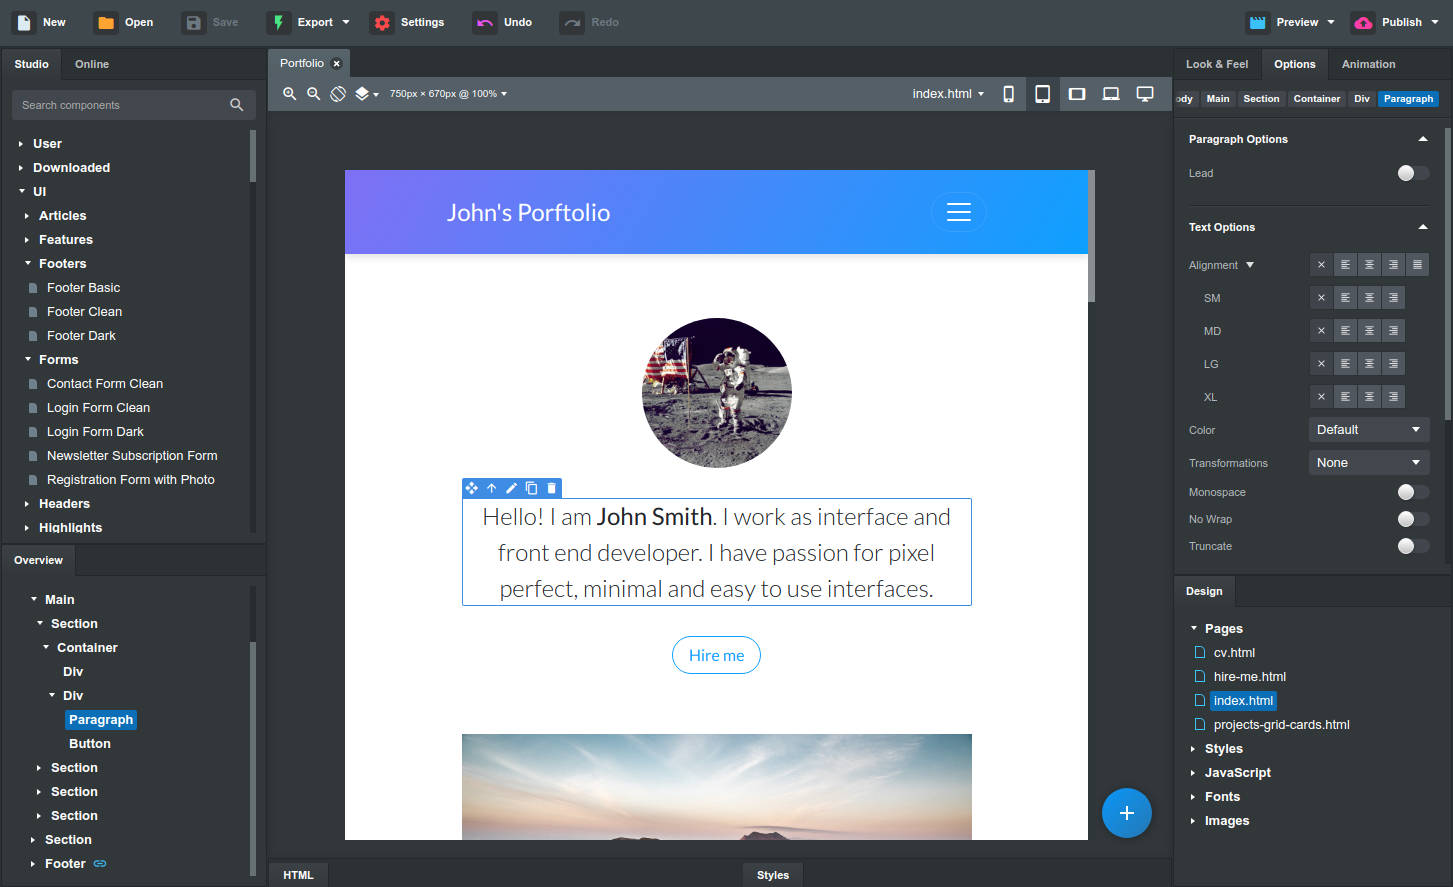 New Open Save Export Settings Undo Redo Preview Publish
Studio Online
Search components
User
Downloaded
UI
Articles
Features
Footers
Footer Basic
Footer Clean
Footer Dark
Forms
Contact Form Clean
Login Form Clean
Login Form Dark
Newsletter Subscription Form
Registration Form with Photo
Headers
Highlights
Overview
Main
Section
Container
Div
Div
Paragraph
Button
Section
Section
Section
Section
Footer
Portfolio
750px × 670px @ 100% index.html
John's Porftolio
Hello! I am John Smith. I work as interface and
front end developer. I have passion for pixel
perfect, minimal and easy to use interfaces.
Hire me
HTML Styles
Look & Feel Options Animation
ody Main Section Container Div Paragraph
Paragraph Options
Lead
Text Options
Alignment
SM
MD
LG
XL
Color Default
Transformations None
Monospace
No Wrap
Truncate
Design
Pages
cv.html
hire-me.html
index.html
projects-grid-cards.html
Styles
JavaScript
Fonts
Images